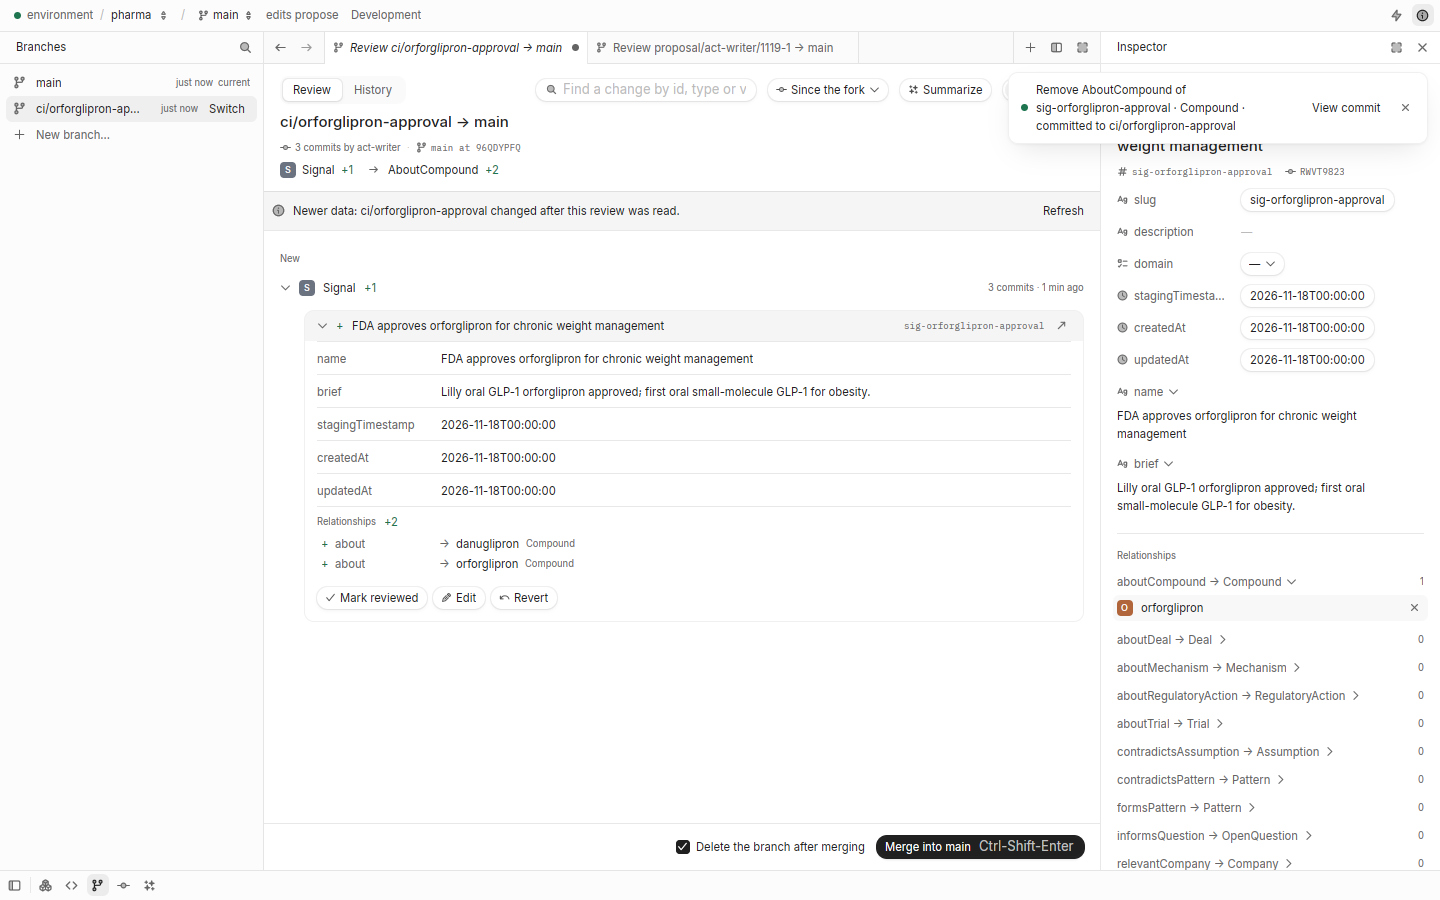 environment / pharma / main edits propose Development
Branches
main just now current
ci/orforglipron-ap... just now Switch
New branch...
Review ci/orforglipron-approval → main
Review proposal/act-writer/1119-1 → main
Review History
Find a change by id, type or v
Since the fork
Summarize
ci/orforglipron-approval → main
3 commits by act-writer · main at 96QDYPFQ
S Signal +1 → AboutCompound +2
Newer data: ci/orforglipron-approval changed after this review was read. Refresh
New
S Signal +1 3 commits · 1 min ago
+ FDA approves orforglipron for chronic weight management sig-orforglipron-approval
name FDA approves orforglipron for chronic weight management
brief Lilly oral GLP-1 orforglipron approved; first oral small-molecule GLP-1 for obesity.
stagingTimestamp 2026-11-18T00:00:00
createdAt 2026-11-18T00:00:00
updatedAt 2026-11-18T00:00:00
Relationships +2
+ about → danuglipron Compound
+ about → orforglipron Compound
Mark reviewed Edit Revert
Delete the branch after merging Merge into main Ctrl-Shift-Enter
Inspector
Remove AboutCompound of
sig-orforglipron-approval · Compound ·
committed to ci/orforglipron-approval
View commit
weight management
# sig-orforglipron-approval RWVT9823
Ag slug sig-orforglipron-approval
Ag description —
domain —
stagingTimesta... 2026-11-18T00:00:00
createdAt 2026-11-18T00:00:00
updatedAt 2026-11-18T00:00:00
Ag name
FDA approves orforglipron for chronic weight
management
Ag brief
Lilly oral GLP-1 orforglipron approved; first oral
small-molecule GLP-1 for obesity.
Relationships
aboutCompound → Compound 1
O orforglipron
aboutDeal → Deal 0
aboutMechanism → Mechanism 0
aboutRegulatoryAction → RegulatoryAction 0
aboutTrial → Trial 0
contradictsAssumption → Assumption 0
contradictsPattern → Pattern 0
formsPattern → Pattern 0
informsQuestion → OpenQuestion 0
relevantCompany → Company 0